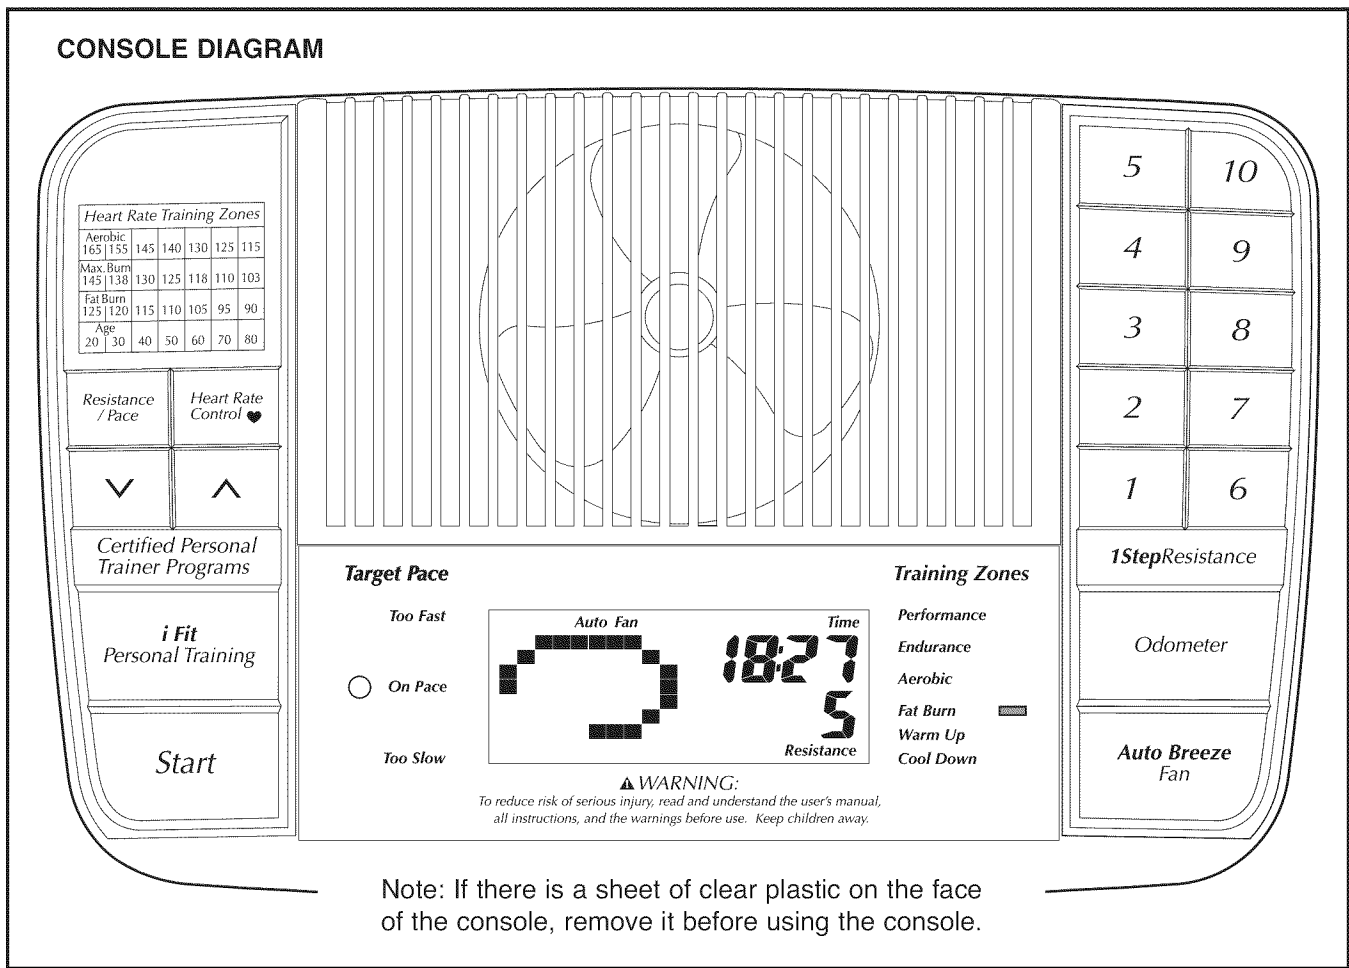 CONSOLE DIAGRAM
Heart Rate Training Zones
Aerobic
165 155 145 140 130 125 115
Max. Burn
145 138 130 125 118 110 103
Fat Burn
125 120 115 110 105 95 90
Age
20 30 40 50 60 70 80
Resistance
/ Pace
Heart Rate
Control
Certified Personal
Trainer Programs
i Fit
Personal Training
Start
Target Pace
Too Fast
On Pace
Too Slow
Auto Fan
Time
18:27
5
Resistance
Training Zones
Performance
Endurance
Aerobic
Fat Burn
Warm Up
Cool Down
WARNING:
To reduce risk of serious injury, read and understand the user's manual,
all instructions, and the warnings before use. Keep children away.
5 10
4 9
3 8
2 7
1 6
1StepResistance
Odometer
Auto Breeze
Fan
Note: If there is a sheet of clear plastic on the face
of the console, remove it before using the console.